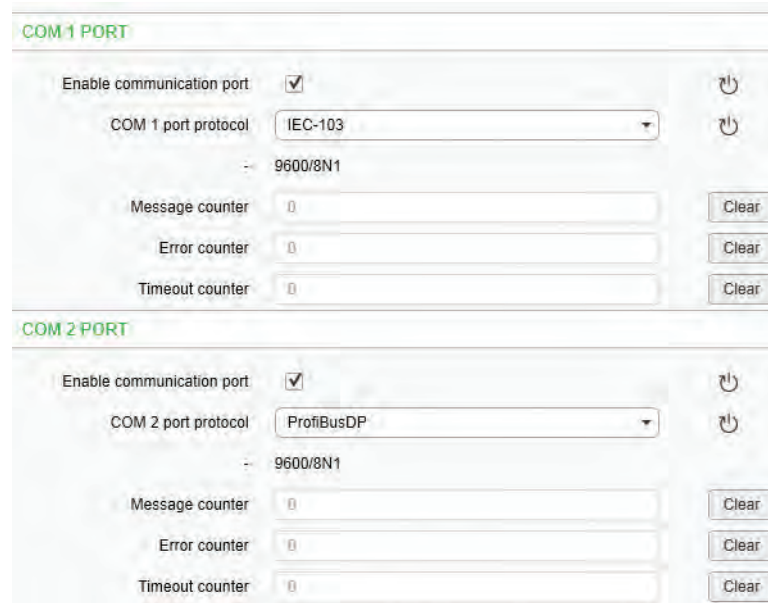 COM 1 PORT
Enable communication port
COM 1 port protocol IEC-103
- 9600/8N1
Message counter 0 Clear
Error counter 0 Clear
Timeout counter 0 Clear
COM 2 PORT
Enable communication port
COM 2 port protocol ProfiBusDP
- 9600/8N1
Message counter 0 Clear
Error counter 0 Clear
Timeout counter 0 Clear